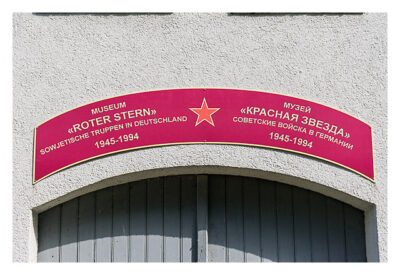 MUSEUM
«ROTER STERN»
SOWJETISCHE TRUPPEN IN DEUTSCHLAND
1945-1994
МУЗЕЙ
«КРАСНАЯ ЗВЕЗДА»
СОВЕТСКИЕ ВОЙСКА В ГЕРМАНИИ
1945-1994